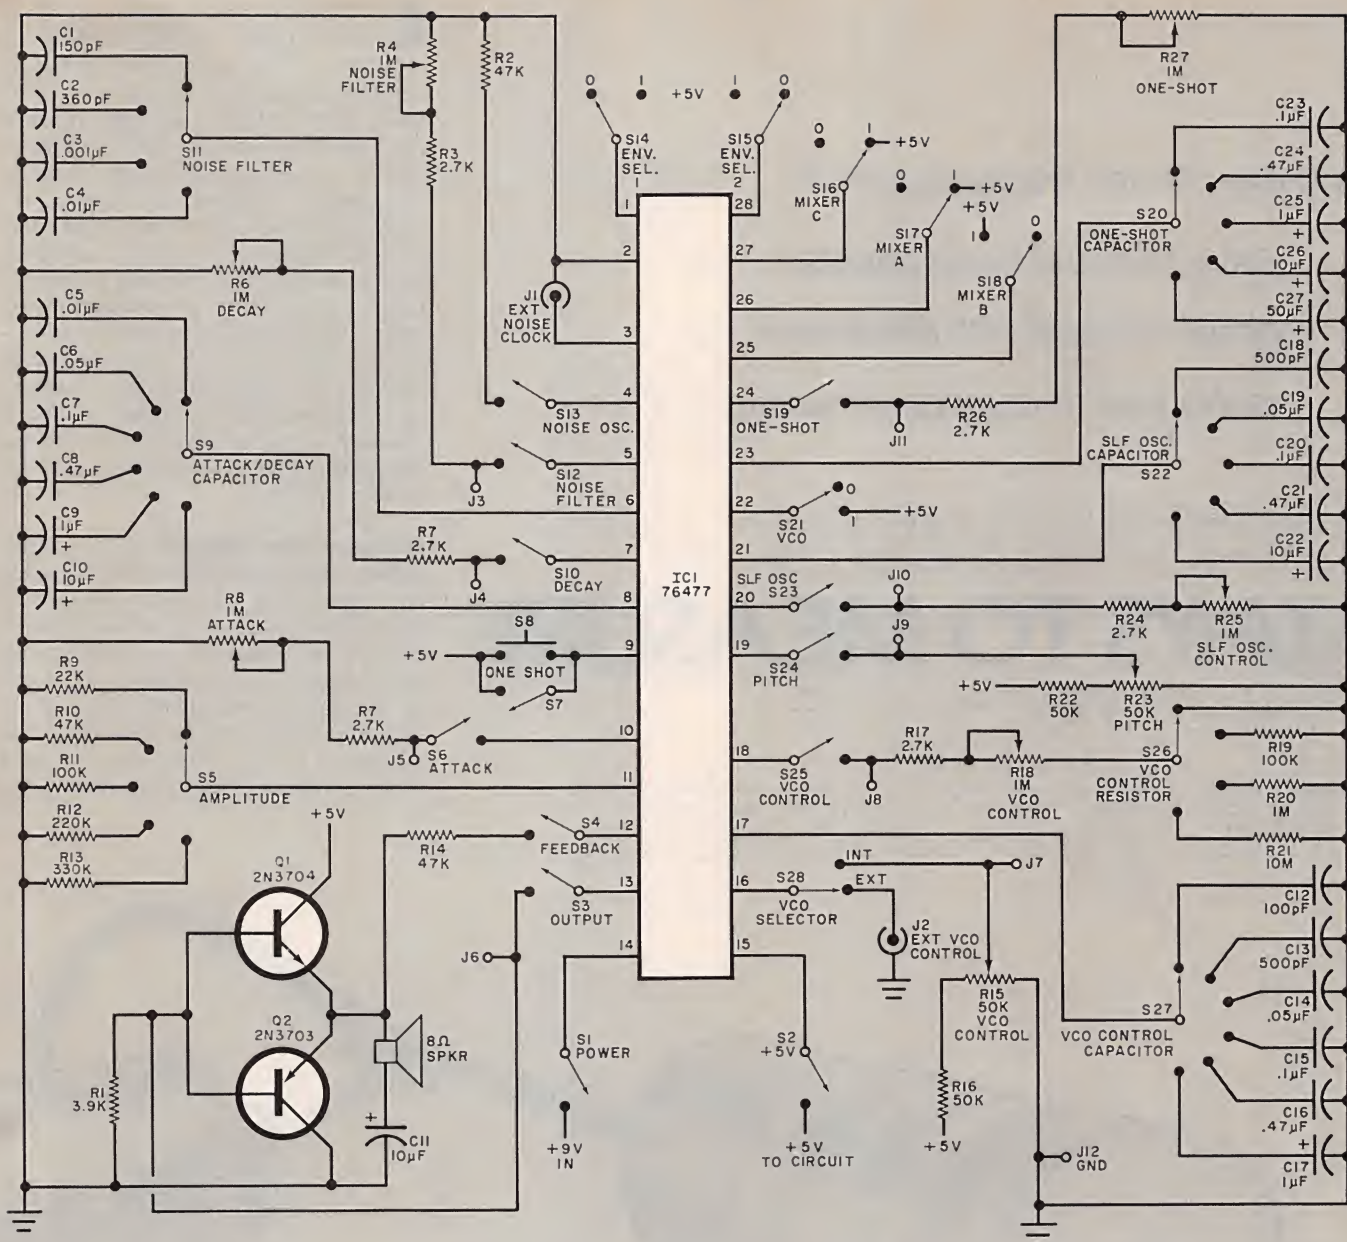 C1
150pF
C2
360pF
C3
.001µF
C4
.01µF
S11
NOISE FILTER
R4
1M
NOISE
FILTER
R2
47K
R3
2.7K
0
1
+5V
1
0
S14
ENV.
SEL.
1
S15
ENV.
SEL.
2
0
1
+5V
S16
MIXER
C
0
1
+5V
S17
MIXER
A
+5V
1
0
S18
MIXER
B
R27
1M
ONE-SHOT
C23
.1µF
C24
.47µF
C25
1µF
+
C26
10µF
+
C27
50µF
+
S20
ONE-SHOT
CAPACITOR
R6
1M
DECAY
J1
EXT
NOISE
CLOCK
C5
.01µF
C6
.05µF
C7
.1µF
C8
.47µF
C9
1µF
+
C10
10µF
+
S9
ATTACK/DECAY
CAPACITOR
S13
NOISE OSC.
S12
NOISE
FILTER
J3
R7
2.7K
J4
S10
DECAY
1
2
3
4
5
6
7
8
9
10
11
12
13
14
IC1
76477
28
27
26
25
24
23
22
21
20
19
18
17
16
15
S19
ONE-SHOT
J11
R26
2.7K
C18
500pF
C19
.05µF
C20
.1µF
C21
.47µF
C22
10µF
+
SLF OSC.
CAPACITOR
S22
0
1
+5V
S21
VCO
SLF OSC
S23
J10
R24
2.7K
R25
1M
SLF OSC.
CONTROL
S24
PITCH
J9
+5V
R22
50K
R23
50K
PITCH
R8
1M
ATTACK
S8
+5V
ONE SHOT
S7
R9
22K
R10
47K
R11
100K
R12
220K
R13
330K
S5
AMPLITUDE
R7
2.7K
J5
S6
ATTACK
S25
VCO
CONTROL
J8
R17
2.7K
R18
1M
VCO
CONTROL
S26
VCO
CONTROL
RESISTOR
R19
100K
R20
1M
R21
10M
+5V
Q1
2N3704
R14
47K
S4
FEEDBACK
S3
OUTPUT
J6
INT
J7
EXT
S28
VCO
SELECTOR
J2
EXT VCO
CONTROL
R15
50K
VCO
CONTROL
R16
50K
+5V
C12
100pF
C13
500pF
C14
.05µF
C15
.1µF
C16
.47µF
+
C17
1µF
S27
VCO CONTROL
CAPACITOR
Q2
2N3703
8Ω
SPKR
R1
3.9K
+
C11
10µF
S1
POWER
+9V
IN
S2
+5V
+5V
TO CIRCUIT
J12
GND